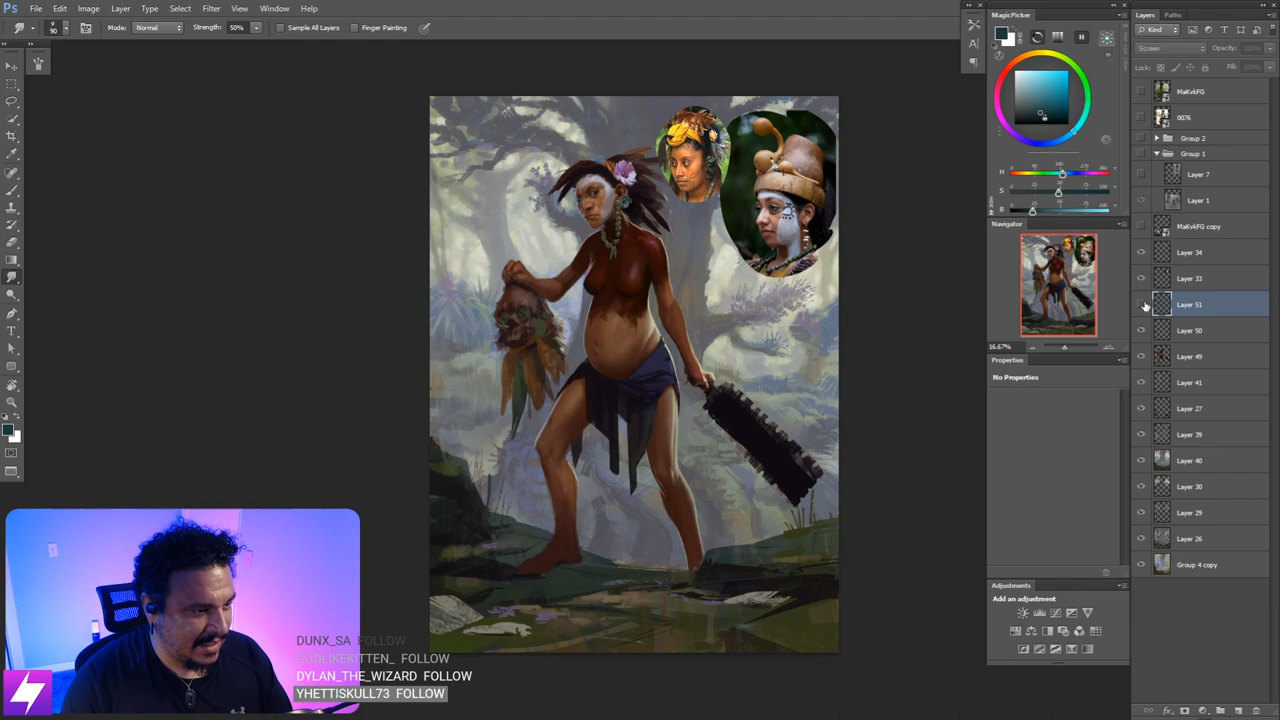 Ps File Edit Image Layer Type Select Filter View Window Help
90 Mode: Normal Strength: 50% Sample All Layers Finger Painting
MagicPicker
H
H
S
B
Navigator
16.67%
Properties
No Properties
Adjustments
Add an adjustment
Layers Paths
Kind
Screen Opacity: 100%
Lock: Fill: 100%
MaKvkFG
0076
Group 2
Group 1
Layer 7
Layer 1
MaKvkFG copy
Layer 34
Layer 33
Layer 51
Layer 50
Layer 49
Layer 41
Layer 27
Layer 39
Layer 40
Layer 30
Layer 29
Layer 26
Group 4 copy
DUNX_SA FOLLOW
GODLIKEKITTEN_ FOLLOW
DYLAN_THE_WIZARD FOLLOW
YHETTISKULL73 FOLLOW